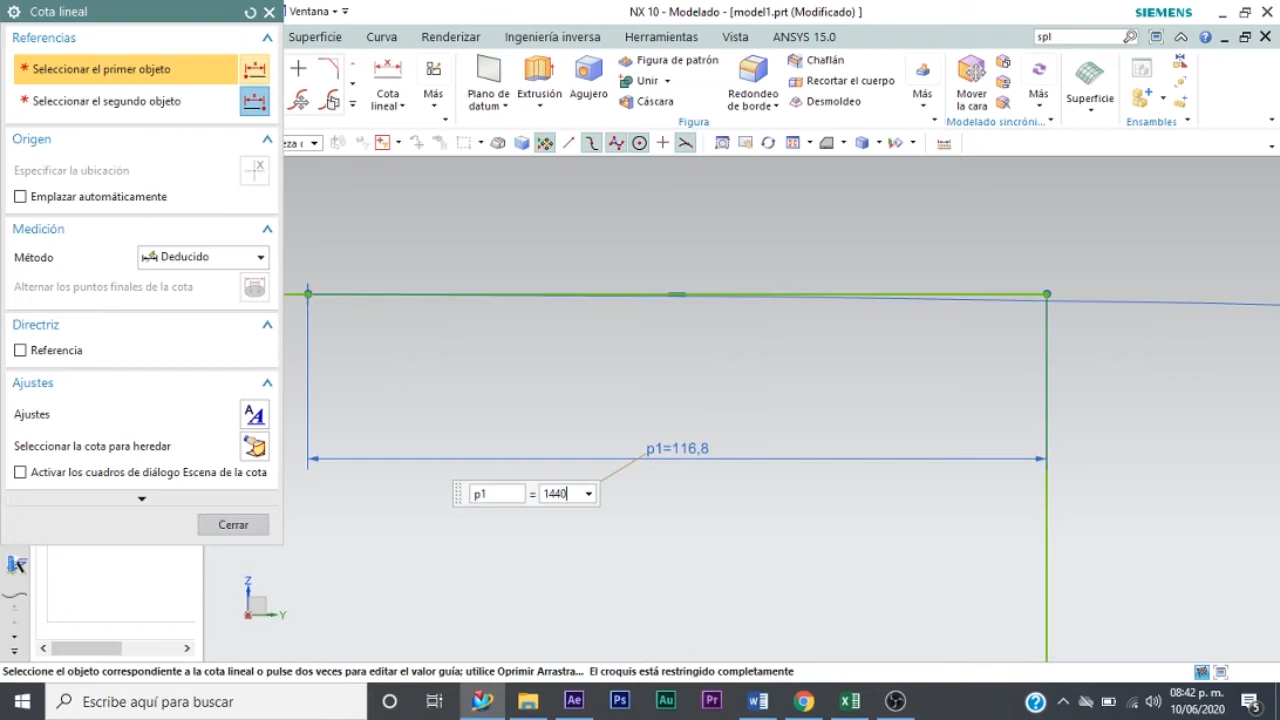 Cota lineal
Ventana
NX 10 - Modelado - [model1.prt (Modificado) ]
SIEMENS
Superficie
Curva
Renderizar
Ingeniería inversa
Herramientas
Vista
ANSYS 15.0
spl
Referencias
* Seleccionar el primer objeto
* Seleccionar el segundo objeto
Origen
Especificar la ubicación
Emplazar automáticamente
Medición
Método
Deducido
Alternar los puntos finales de la cota
Directriz
Referencia
Ajustes
Ajustes
Seleccionar la cota para heredar
Activar los cuadros de diálogo Escena de la cota
Cerrar
Cota
lineal
Más
Plano de
datum
Extrusión
Agujero
Figura de patrón
Unir
Cáscara
Redondeo
de borde
Chaflán
Recortar el cuerpo
Desmoldeo
Más
Figura
Mover
la cara
Más
Modelado sincróni...
Superficie
Ensambles
p1=116,8
p1 = 1440
Z
Y
Seleccione el objeto correspondiente a la cota lineal o pulse dos veces para editar el valor guía; utilice Oprimir Arrastra...
El croquis está restringido completamente
Escribe aquí para buscar
Ae
Ps
Au
Pr
08:42 p. m.
10/06/2020
5